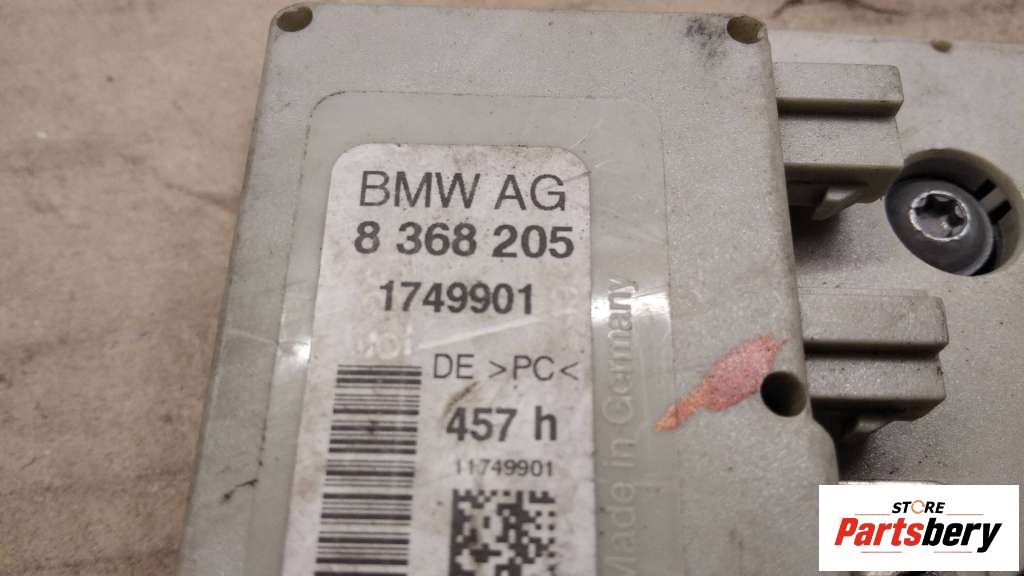 BMW AG
8 368 205
1749901
DE >PC<
457 h
11749901
Made in Germany
STORE
Partsbery